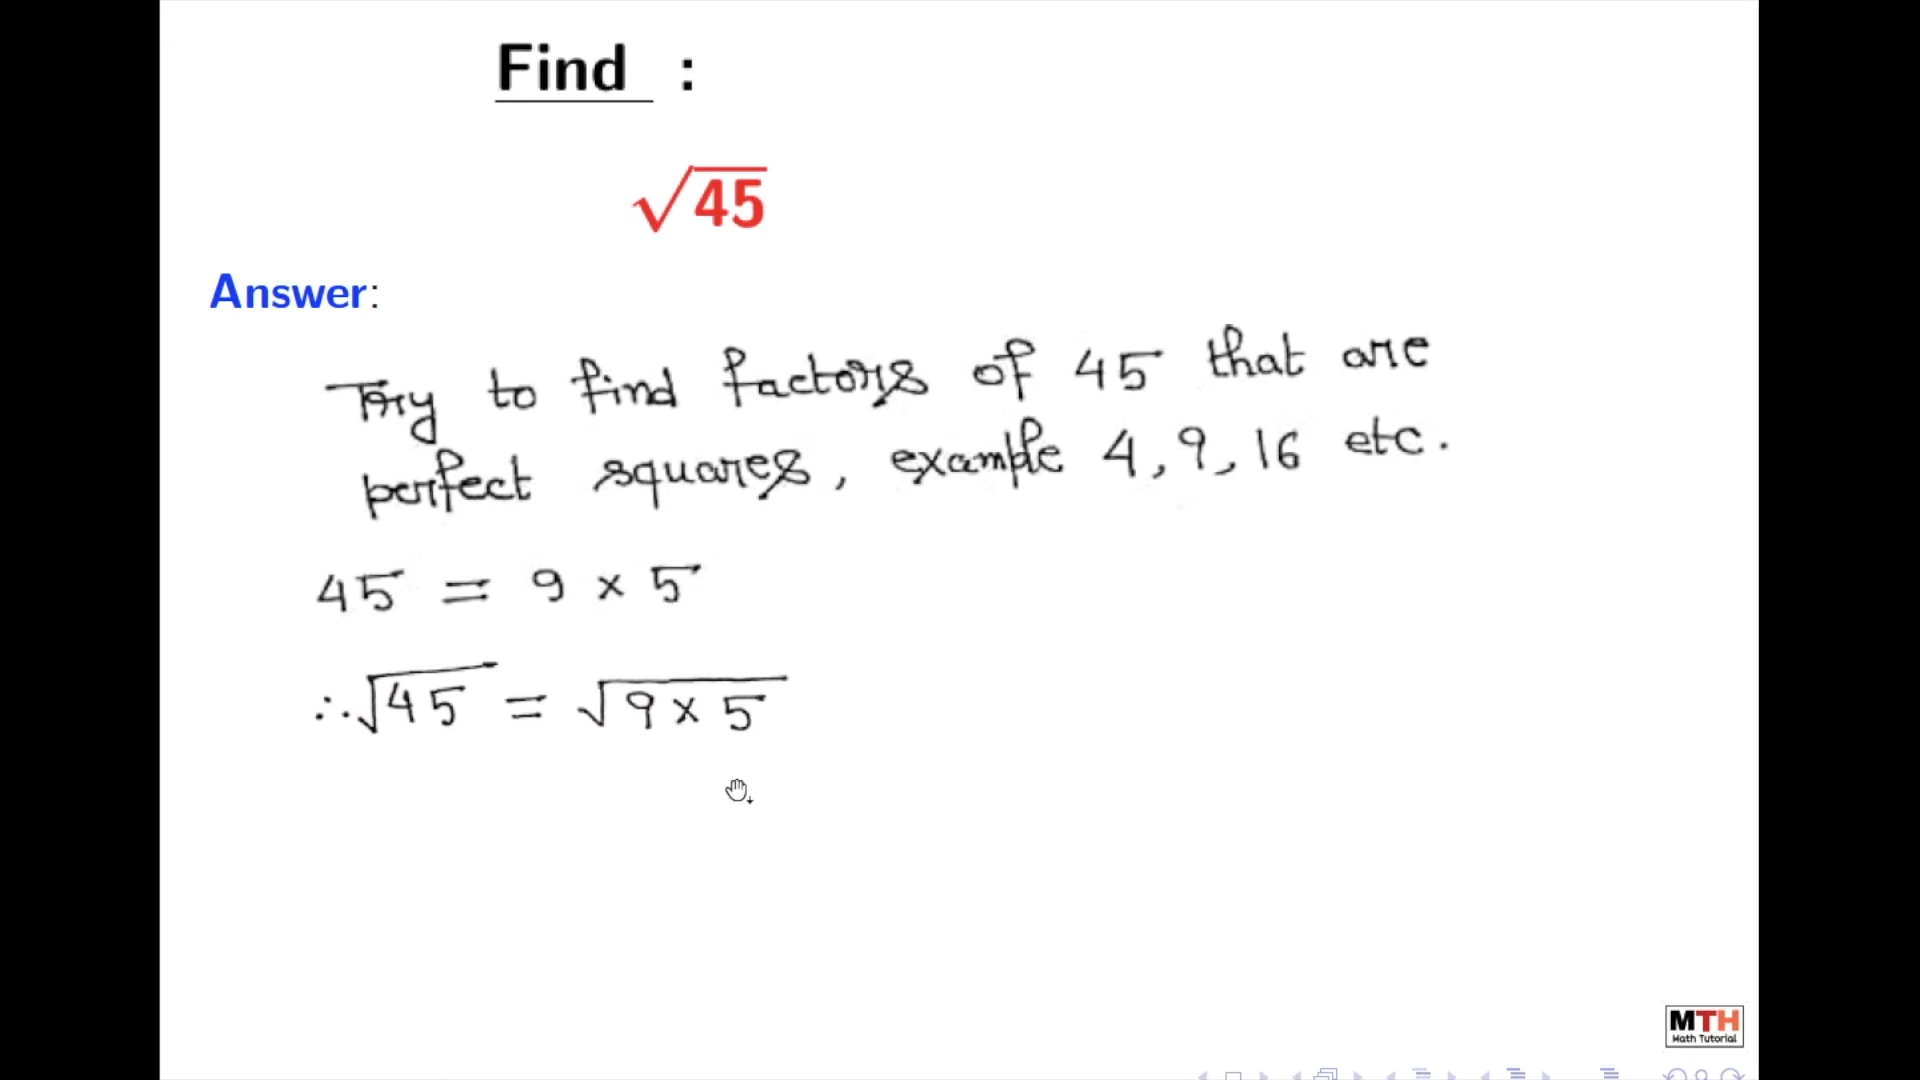 Find :
√45
Answer:
Try to find factors of 45 that are
perfect squares, example 4, 9, 16 etc.
45 = 9 × 5
∴√45 = √9 × 5
MTH
Math Tutorial